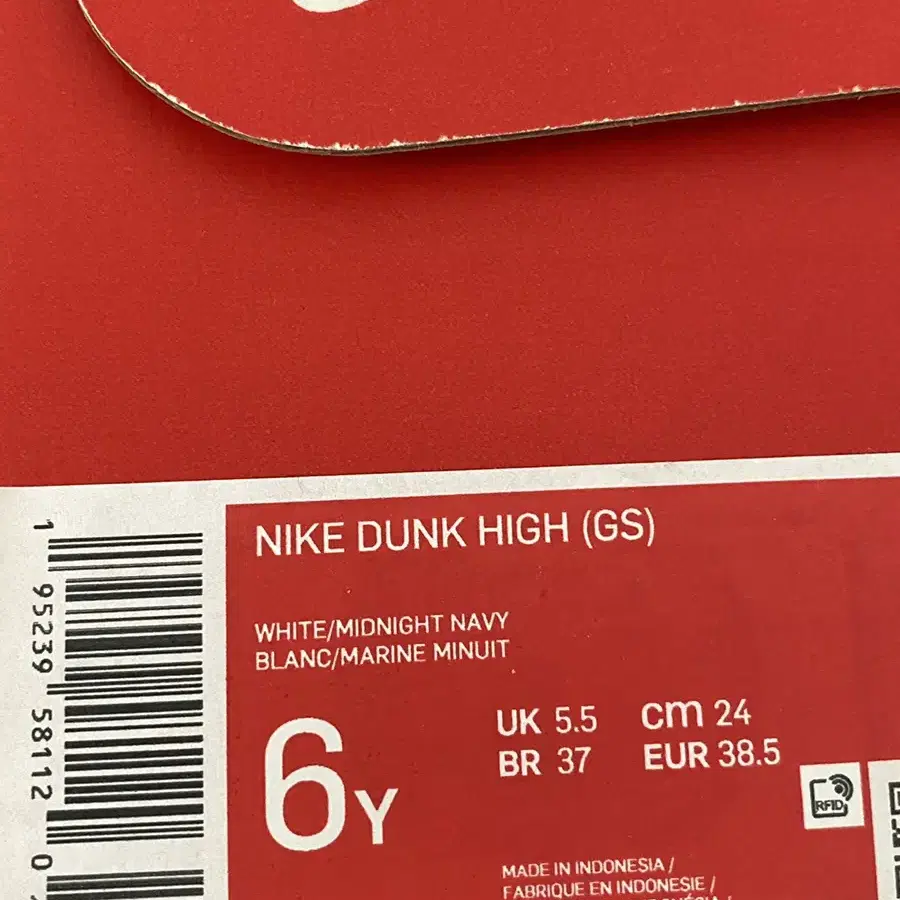 NIKE DUNK HIGH (GS)
WHITE/MIDNIGHT NAVY
BLANC/MARINE MINUIT
6Y
UK 5.5 cm 24
BR 37 EUR 38.5
RFID
MADE IN INDONESIA /
FABRIQUE EN INDONESIE /
1 95239 58112 0